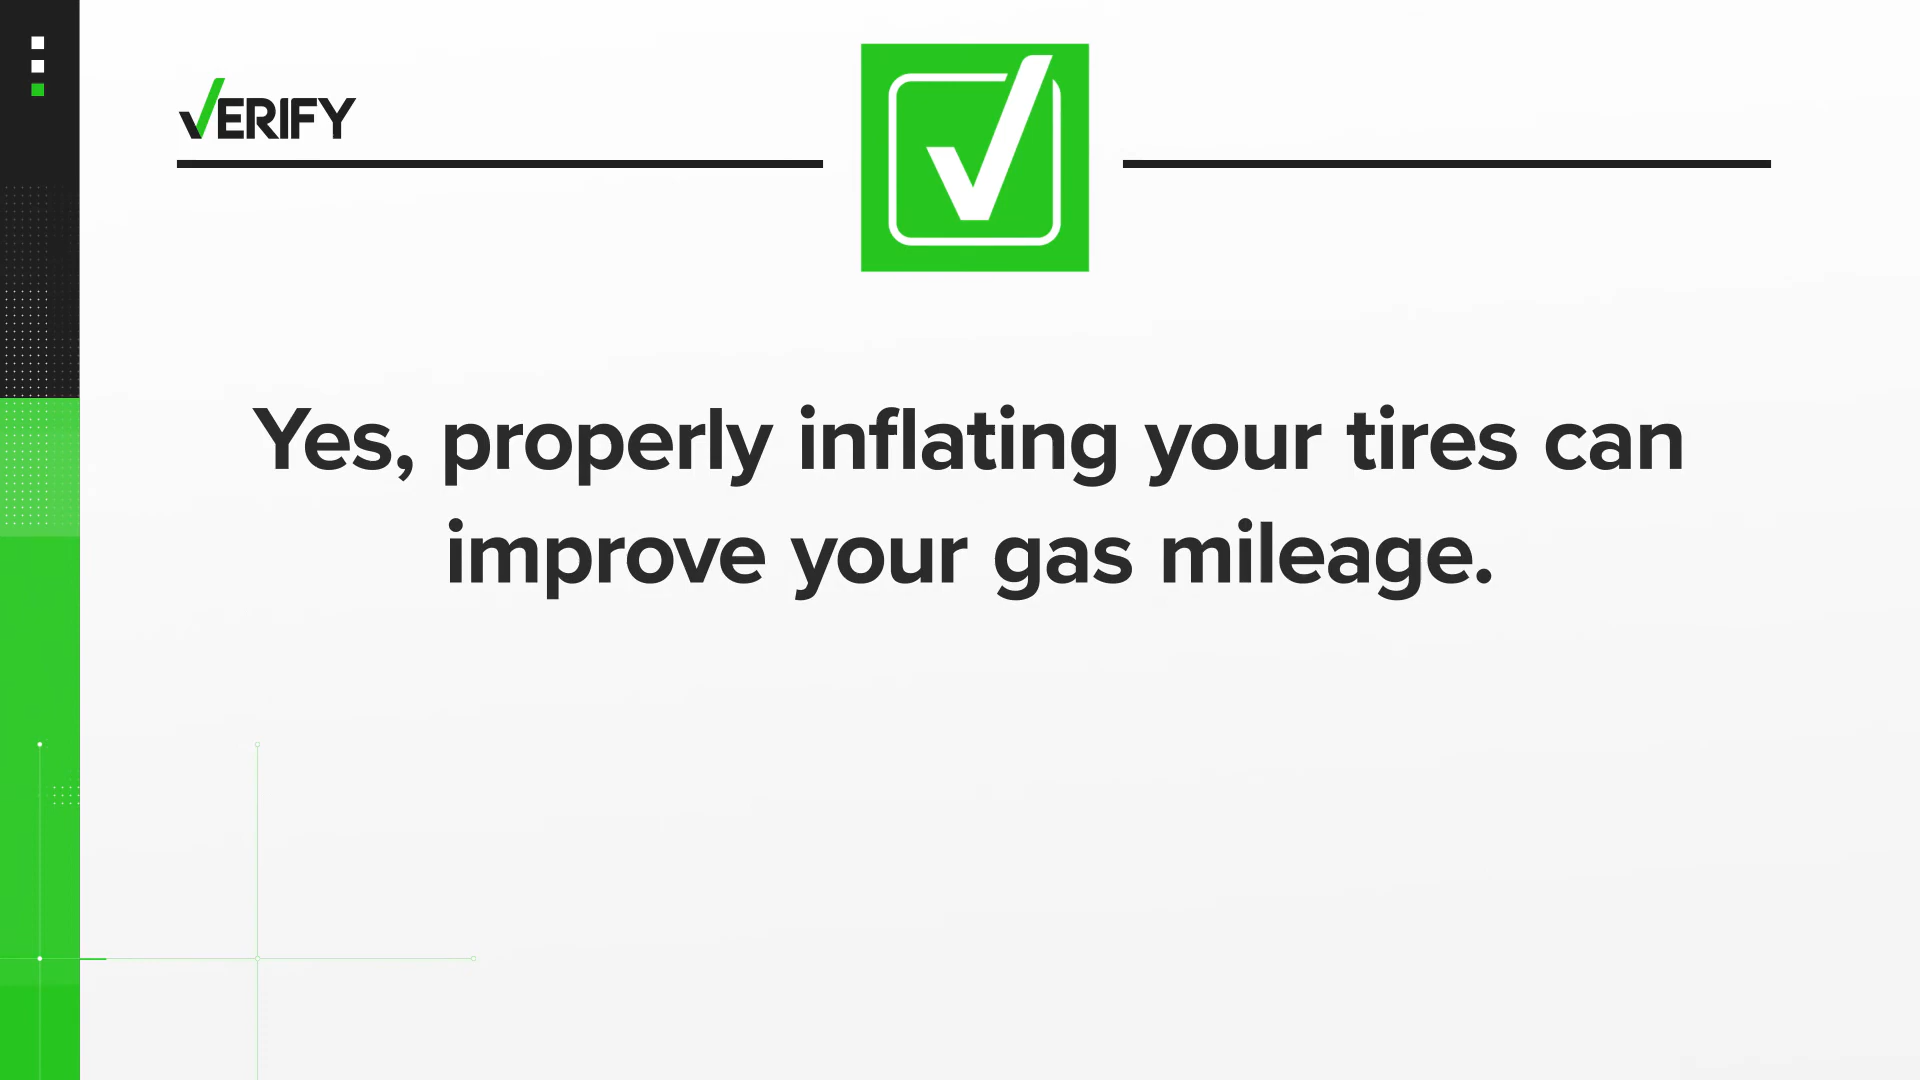 VERIFY
Yes, properly inflating your tires can
improve your gas mileage.